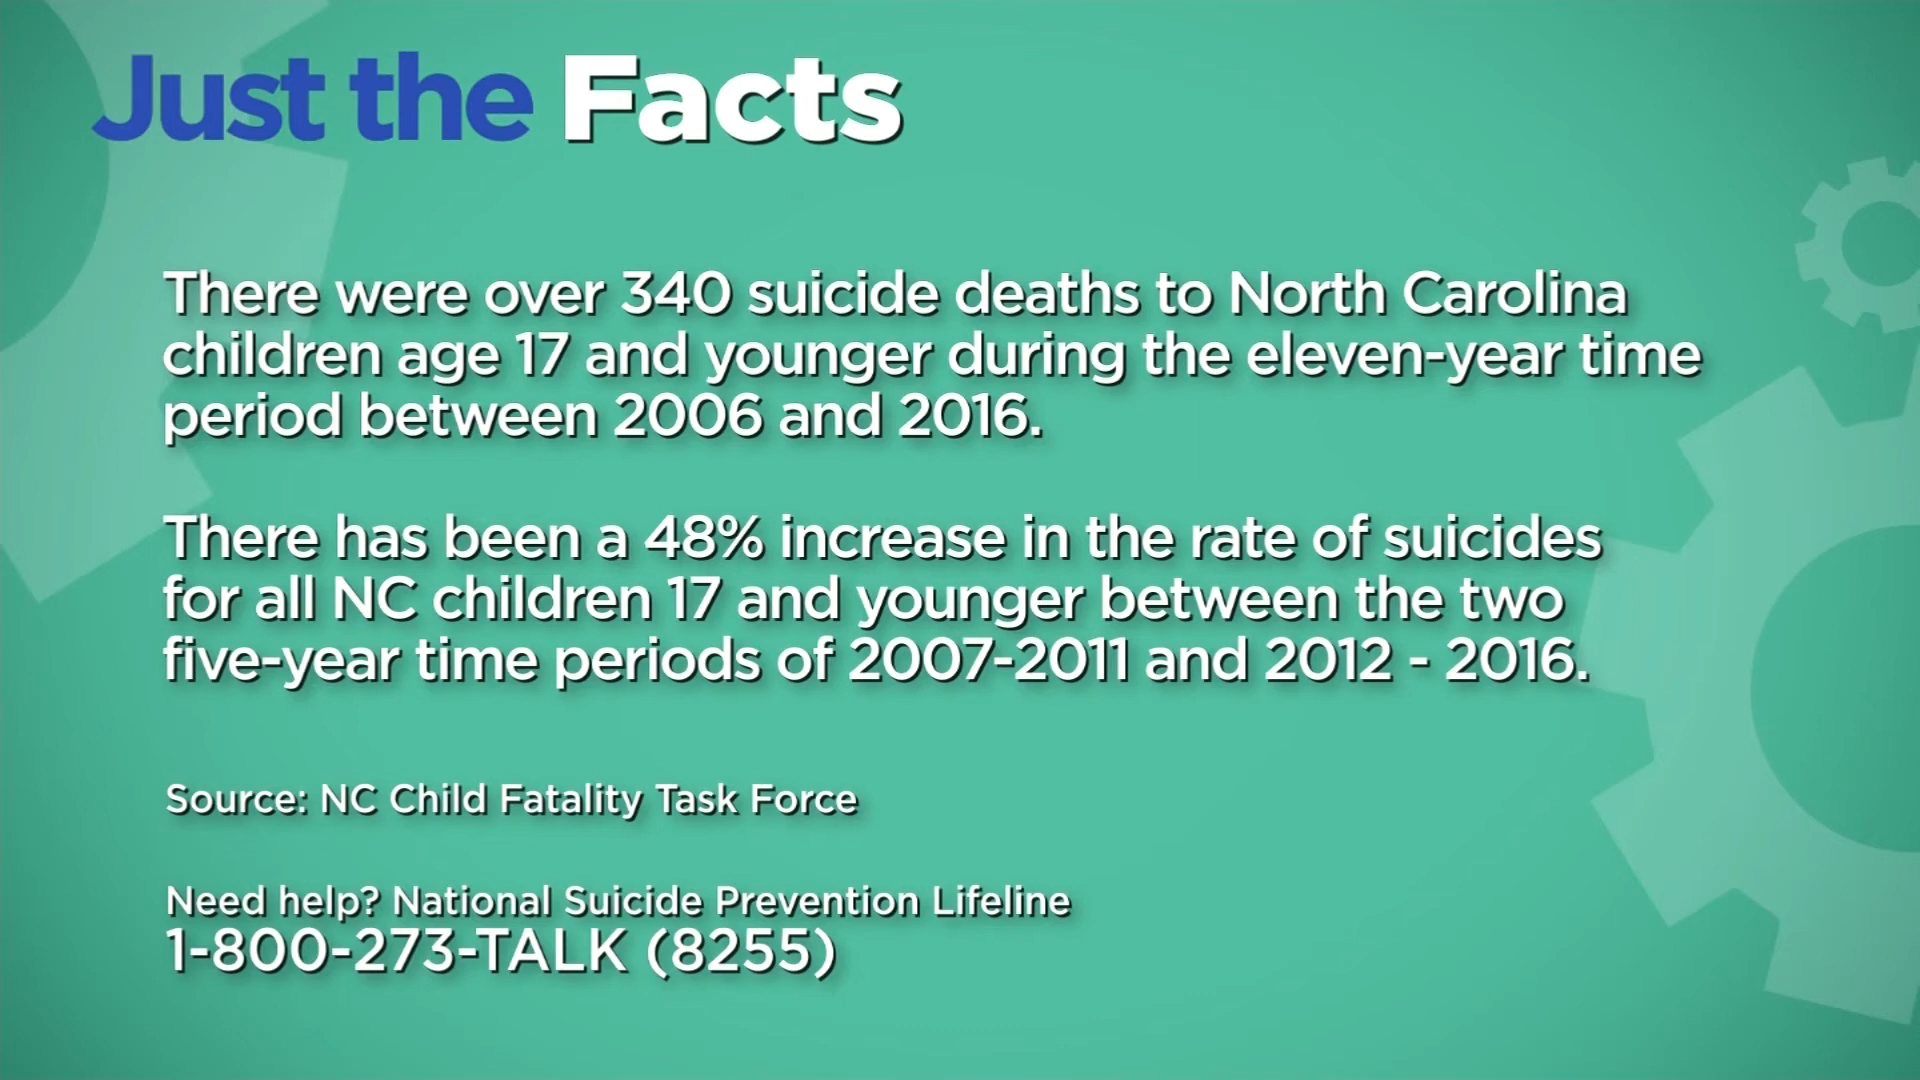 Just the Facts
There were over 340 suicide deaths to North Carolina
children age 17 and younger during the eleven-year time
period between 2006 and 2016.
There has been a 48% increase in the rate of suicides
for all NC children 17 and younger between the two
five-year time periods of 2007-2011 and 2012 - 2016.
Source: NC Child Fatality Task Force
Need help? National Suicide Prevention Lifeline
1-800-273-TALK (8255)